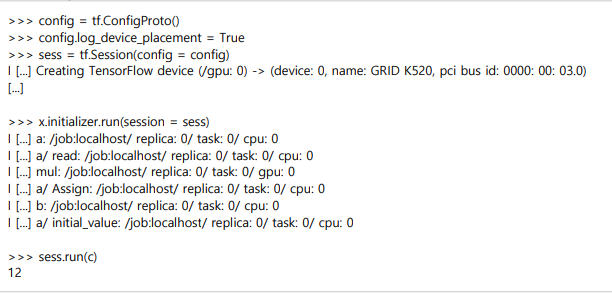 >>> config = tf.ConfigProto()
>>> config.log_device_placement = True
>>> sess = tf.Session(config = config)
I [...] Creating TensorFlow device (/gpu: 0) -> (device: 0, name: GRID K520, pci bus id: 0000: 00: 03.0)
[...]
>>> x.initializer.run(session = sess)
I [...] a: /job:localhost/ replica: 0/ task: 0/ cpu: 0
I [...] a/ read: /job:localhost/ replica: 0/ task: 0/ cpu: 0
I [...] mul: /job:localhost/ replica: 0/ task: 0/ gpu: 0
I [...] a/ Assign: /job:localhost/ replica: 0/ task: 0/ cpu: 0
I [...] b: /job:localhost/ replica: 0/ task: 0/ cpu: 0
I [...] a/ initial_value: /job:localhost/ replica: 0/ task: 0/ cpu: 0
>>> sess.run(c)
12